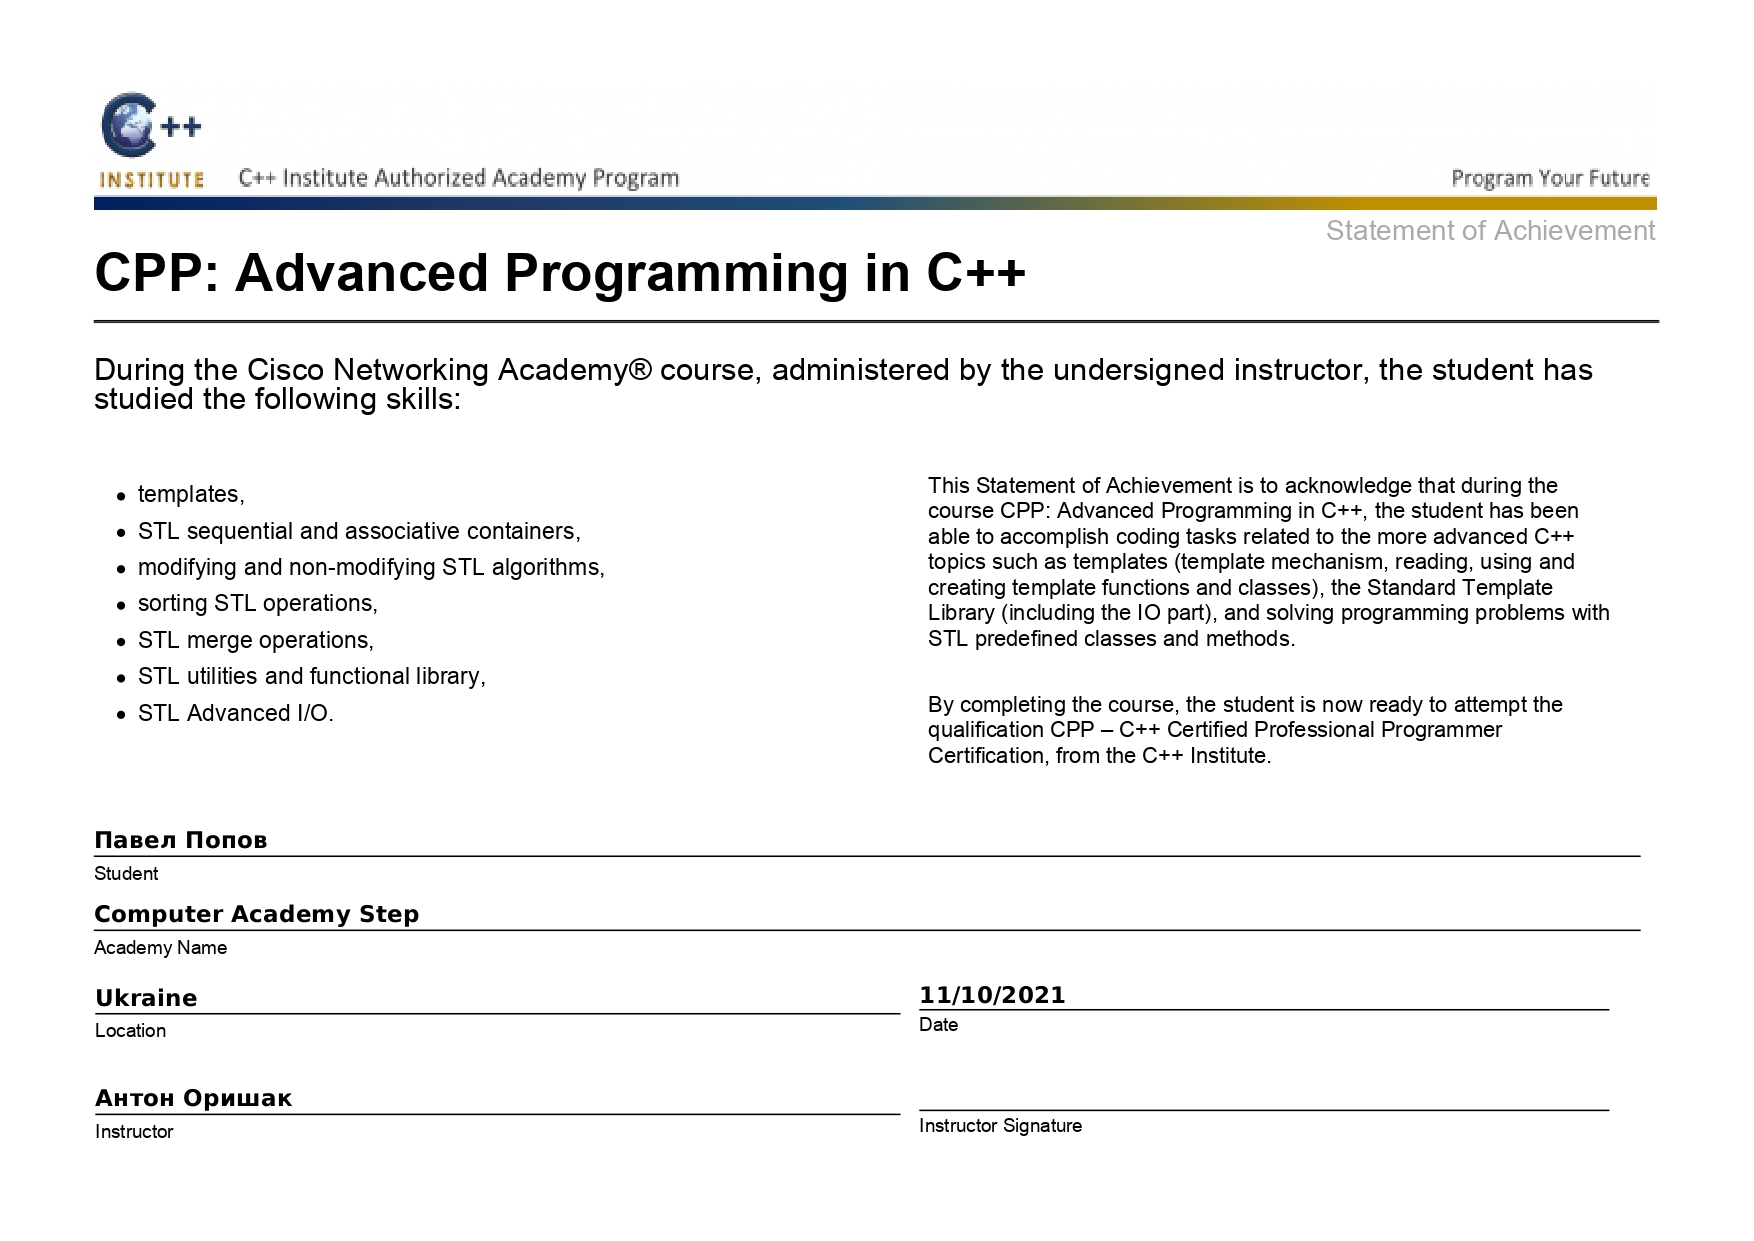 C++
INSTITUTE
C++ Institute Authorized Academy Program
Program Your Future
Statement of Achievement
CPP: Advanced Programming in C++
During the Cisco Networking Academy® course, administered by the undersigned instructor, the student has
studied the following skills:
• templates,
• STL sequential and associative containers,
• modifying and non-modifying STL algorithms,
• sorting STL operations,
• STL merge operations,
• STL utilities and functional library,
• STL Advanced I/O.
This Statement of Achievement is to acknowledge that during the
course CPP: Advanced Programming in C++, the student has been
able to accomplish coding tasks related to the more advanced C++
topics such as templates (template mechanism, reading, using and
creating template functions and classes), the Standard Template
Library (including the IO part), and solving programming problems with
STL predefined classes and methods.
By completing the course, the student is now ready to attempt the
qualification CPP – C++ Certified Professional Programmer
Certification, from the C++ Institute.
Павел Попов
Student
Computer Academy Step
Academy Name
Ukraine
Location
11/10/2021
Date
Антон Оришак
Instructor
Instructor Signature